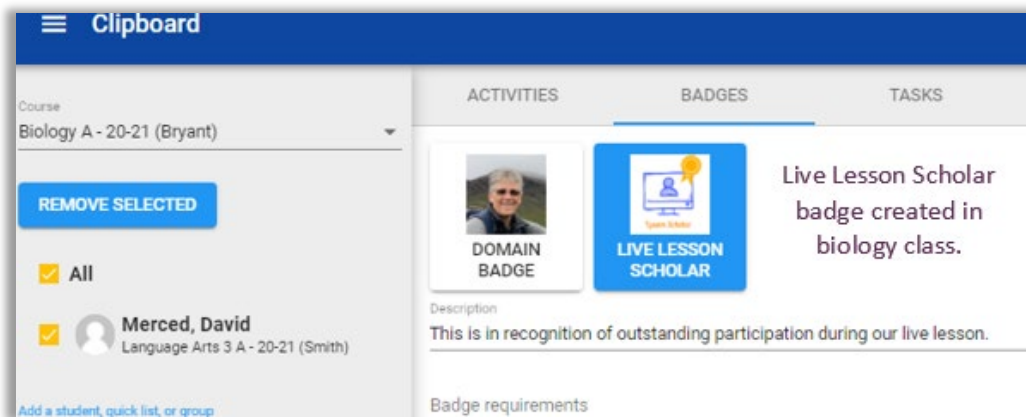 Clipboard
Course
Biology A - 20-21 (Bryant)
REMOVE SELECTED
All
Merced, David
Language Arts 3 A - 20-21 (Smith)
Add a student, quick list, or group
ACTIVITIES
BADGES
TASKS
DOMAIN
BADGE
LIVE LESSON
SCHOLAR
Live Lesson Scholar
badge created in
biology class.
Description
This is in recognition of outstanding participation during our live lesson.
Badge requirements